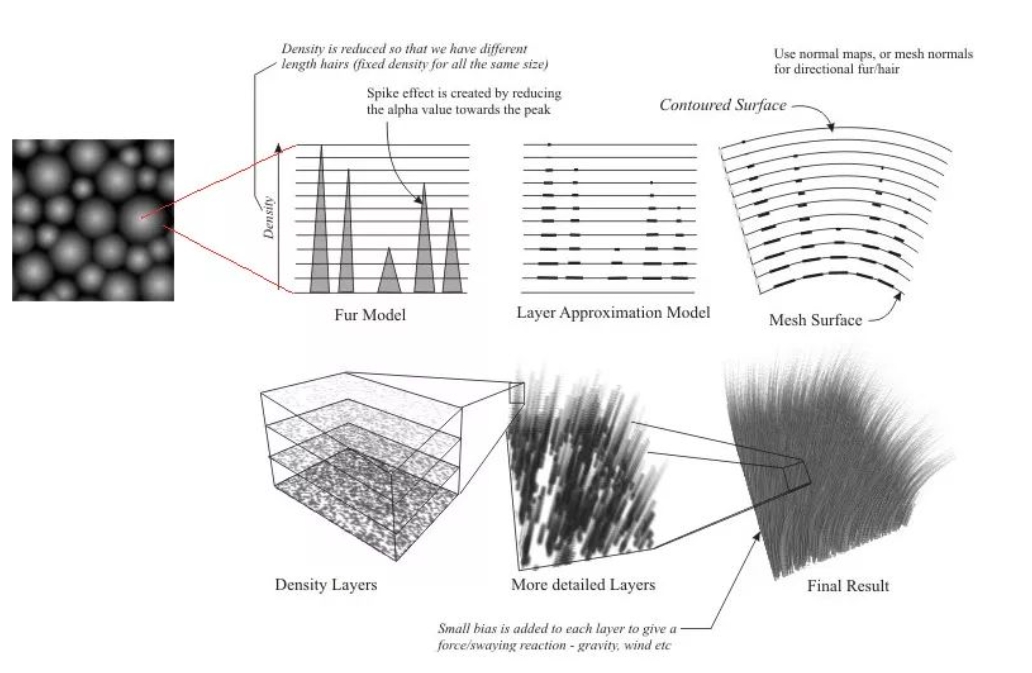 Density is reduced so that we have different
length hairs (fixed density for all the same size)
Use normal maps, or mesh normals
for directional fur/hair
Spike effect is created by reducing
the alpha value towards the peak
Contoured Surface
Density
Fur Model
Layer Approximation Model
Mesh Surface
Density Layers
More detailed Layers
Final Result
Small bias is added to each layer to give a
force/swaying reaction - gravity, wind etc